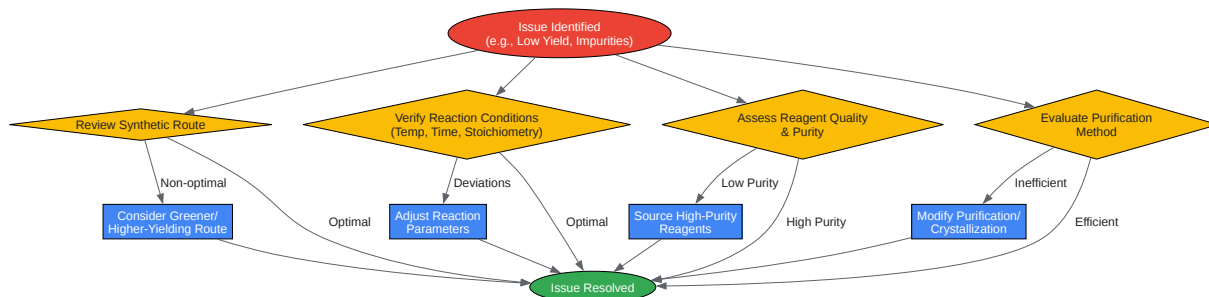 Issue Identified
(e.g., Low Yield, Impurities)
Review Synthetic Route
Verify Reaction Conditions
(Temp, Time, Stoichiometry)
Assess Reagent Quality
& Purity
Evaluate Purification
Method
Non-optimal
Deviations
Low Purity
Inefficient
Consider Greener/
Higher-Yielding Route
Optimal
Adjust Reaction
Parameters
Optimal
Source High-Purity
Reagents
High Purity
Modify Purification/
Crystallization
Efficient
Issue Resolved